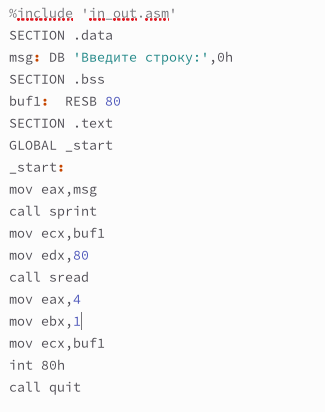 %include 'in_out.asm'
SECTION .data
msg: DB 'Введите строку:',0h
SECTION .bss
buf1:  RESB 80
SECTION .text
GLOBAL _start
_start:
mov eax,msg
call sprint
mov ecx,buf1
mov edx,80
call sread
mov eax,4
mov ebx,1
mov ecx,buf1
int 80h
call quit